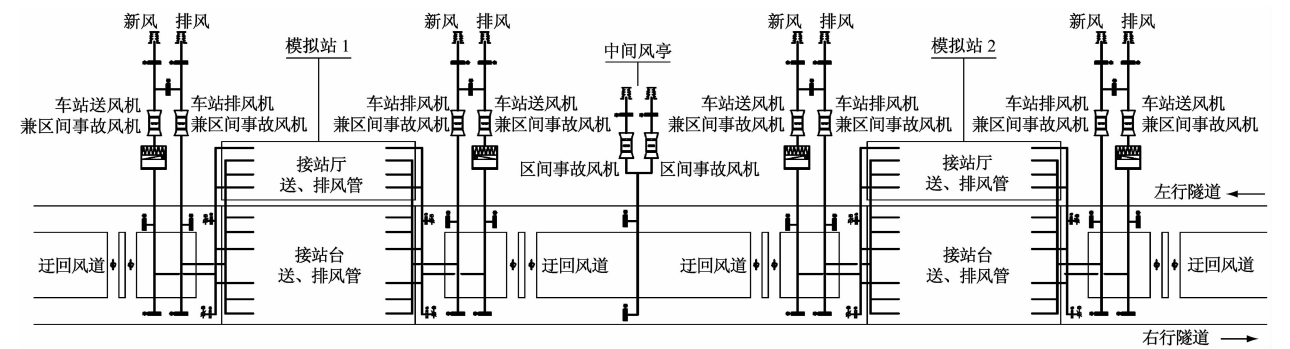 新风 排风
新风 排风
新风 排风
新风 排风
模拟站 1
中间风亭
模拟站 2
车站送风机
兼区间事故风机
车站排风机
兼区间事故风机
车站排风机
兼区间事故风机
车站送风机
兼区间事故风机
车站送风机
兼区间事故风机
车站排风机
兼区间事故风机
车站排风机
兼区间事故风机
车站送风机
兼区间事故风机
接站厅
送、排风管
区间事故风机
区间事故风机
接站厅
送、排风管
左行隧道
迂回风道
接站台
送、排风管
迂回风道
迂回风道
接站台
送、排风管
迂回风道
右行隧道